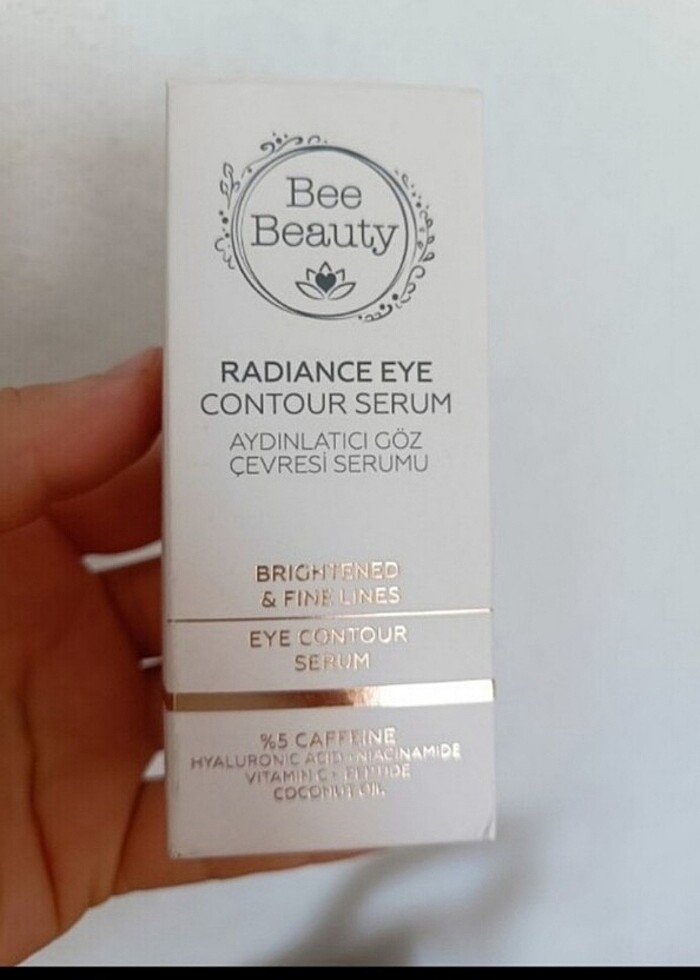 Bee
Beauty
RADIANCE EYE
CONTOUR SERUM
AYDINLATICI GÖZ
ÇEVRESİ SERUMU
BRIGHTENED
& FINE LINES
EYE CONTOUR
SERUM
%5 CAFFEINE
HYALURONIC ACID • NIACINAMIDE
VITAMIN C • PEPTIDE
COCONUT OIL